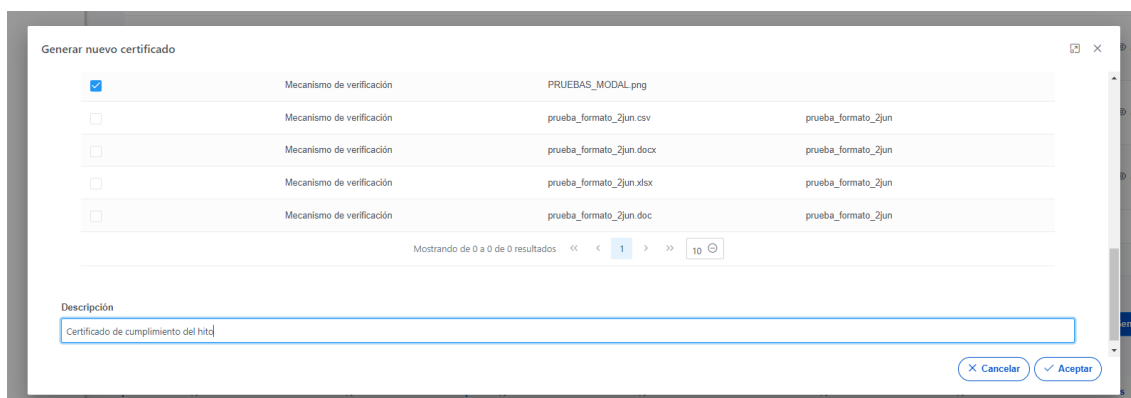 Generar nuevo certificado
Mecanismo de verificación PRUEBAS_MODAL.png
Mecanismo de verificación prueba_formato_2jun.csv prueba_formato_2jun
Mecanismo de verificación prueba_formato_2jun.docx prueba_formato_2jun
Mecanismo de verificación prueba_formato_2jun.xlsx prueba_formato_2jun
Mecanismo de verificación prueba_formato_2jun.doc prueba_formato_2jun
Mostrando de 0 a 0 de 0 resultados << < 1 > >> 10
Descripción
Certificado de cumplimiento del hito
Cancelar Aceptar